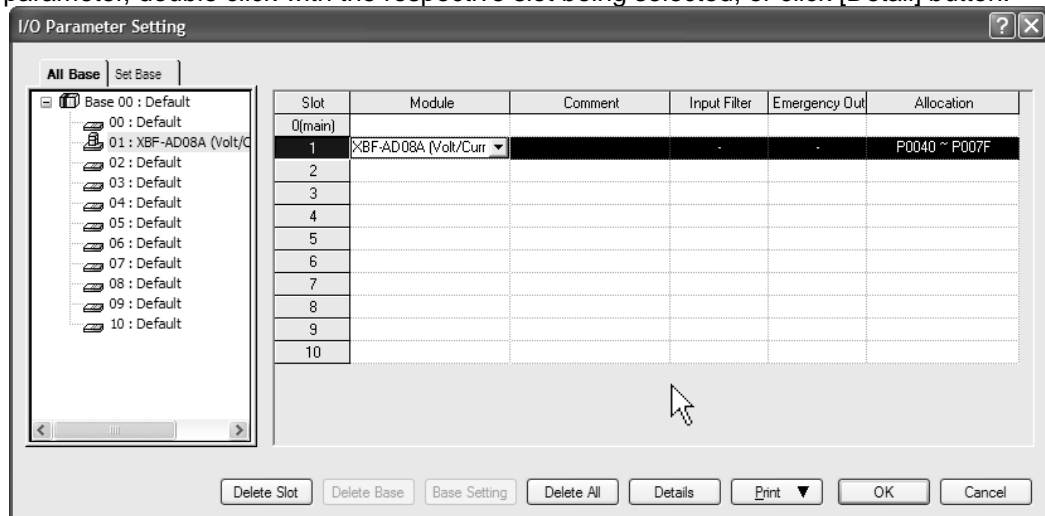 parameter, double-click with the respective slot being selected, or click [Detail] button.
I/O Parameter Setting
All Base Set Base
Base 00 : Default
00 : Default
01 : XBF-AD08A (Volt/C
02 : Default
03 : Default
04 : Default
05 : Default
06 : Default
07 : Default
08 : Default
09 : Default
10 : Default
Slot Module Comment Input Filter Emergency Out Allocation
0(main)
1 XBF-AD08A (Volt/Curr - - P0040 ~ P007F
2
3
4
5
6
7
8
9
10
Delete Slot Delete Base Base Setting Delete All Details Print ▼ OK Cancel